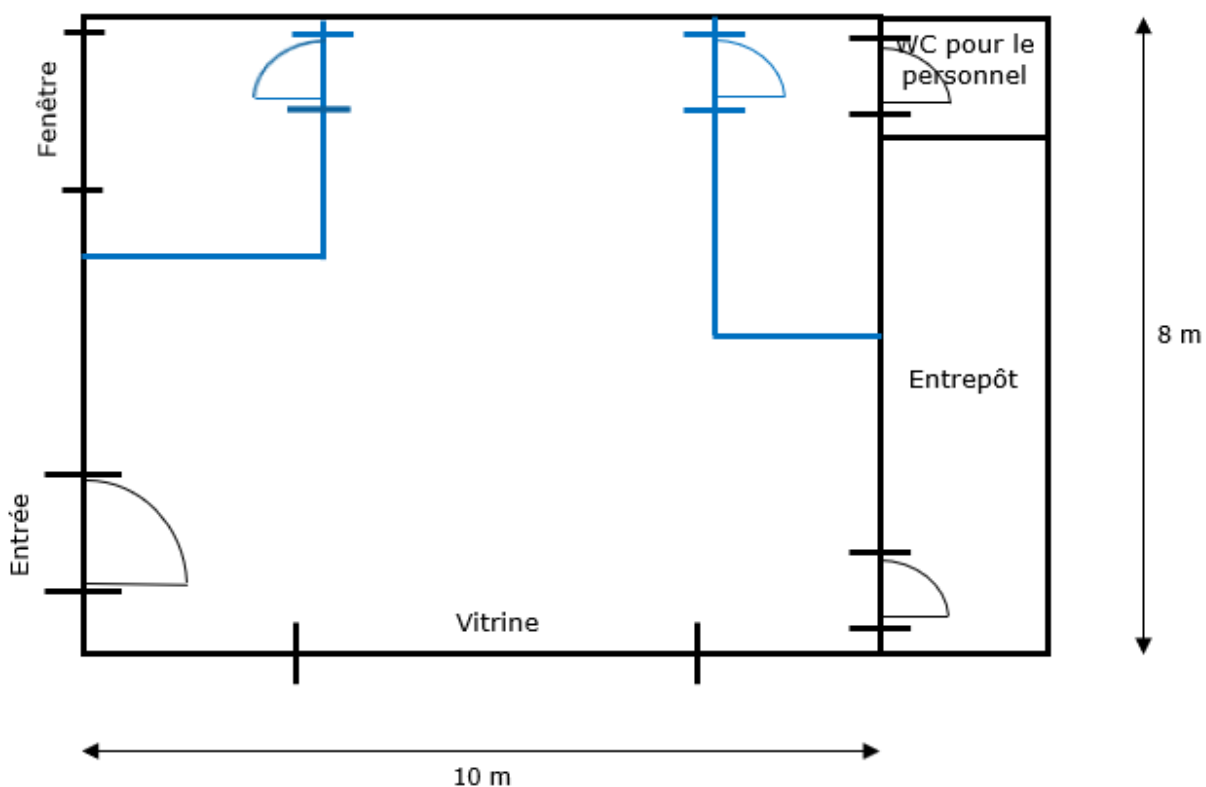 WC pour le
personnel
Fenêtre
8 m
Entrepôt
Entrée
Vitrine
10 m